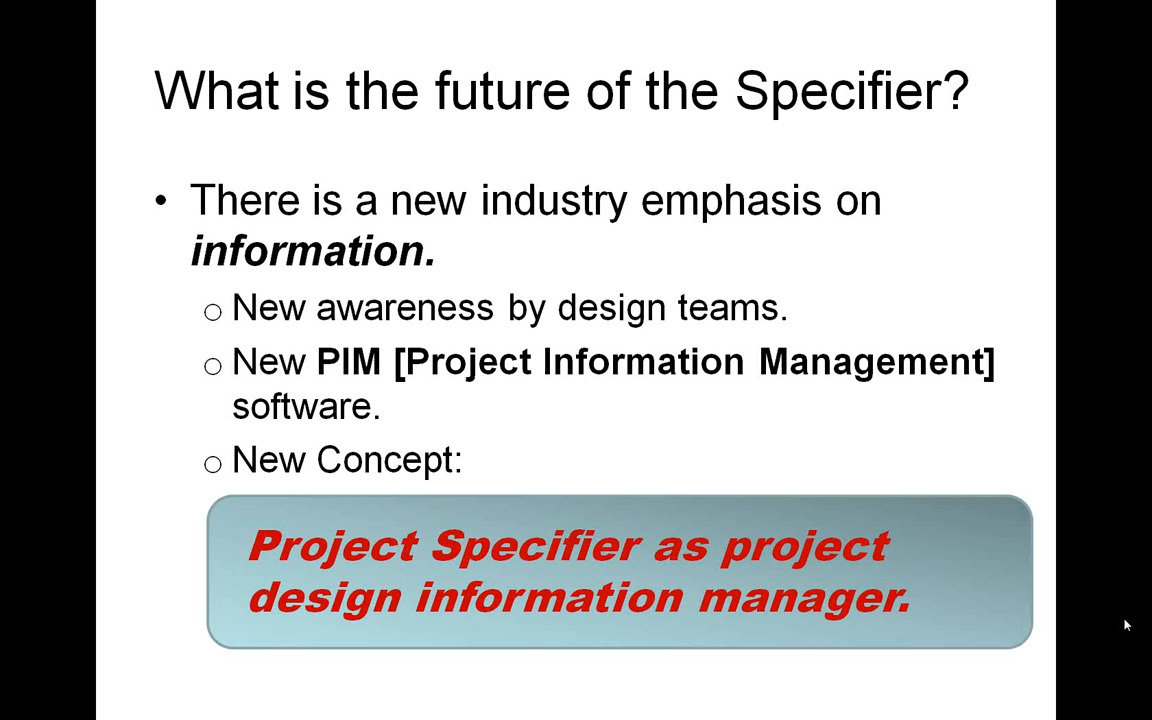 What is the future of the Specifier?
• There is a new industry emphasis on
information.
o New awareness by design teams.
o New PIM [Project Information Management]
software.
o New Concept:
Project Specifier as project
design information manager.